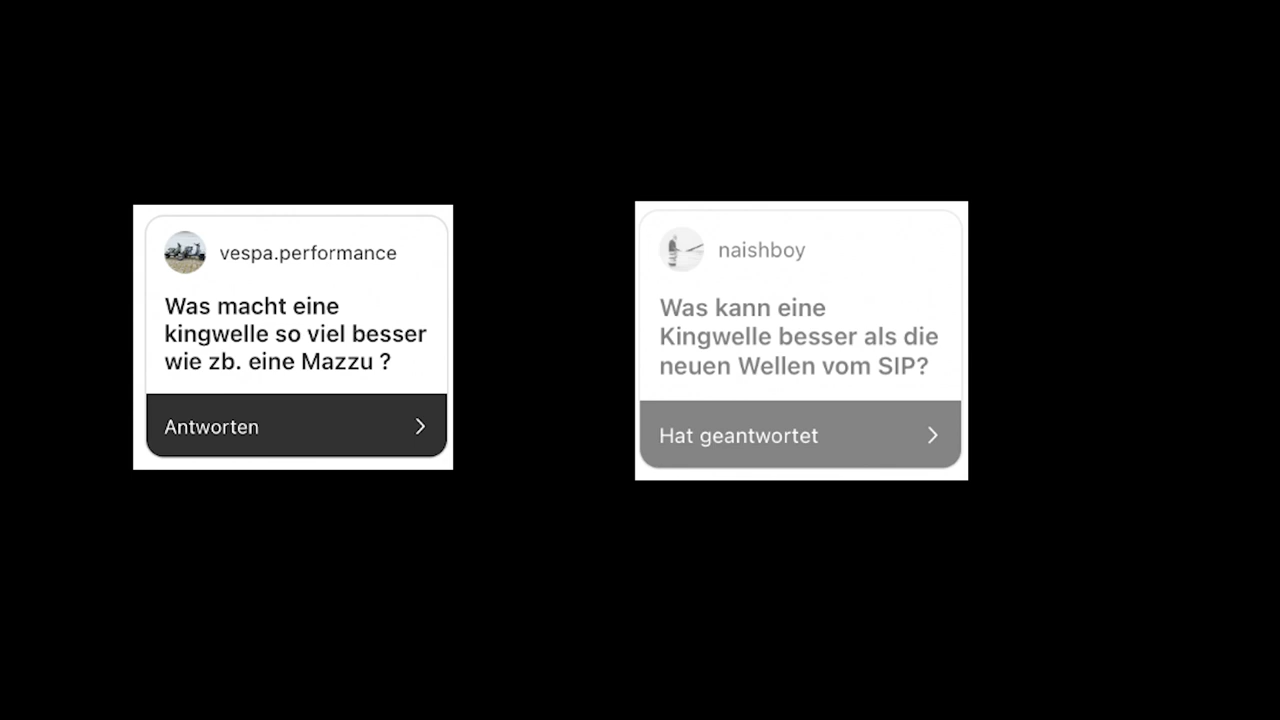 vespa.performance
Was macht eine
kingwelle so viel besser
wie zb. eine Mazzu ?
Antworten
naishboy
Was kann eine
Kingwelle besser als die
neuen Wellen vom SIP?
Hat geantwortet